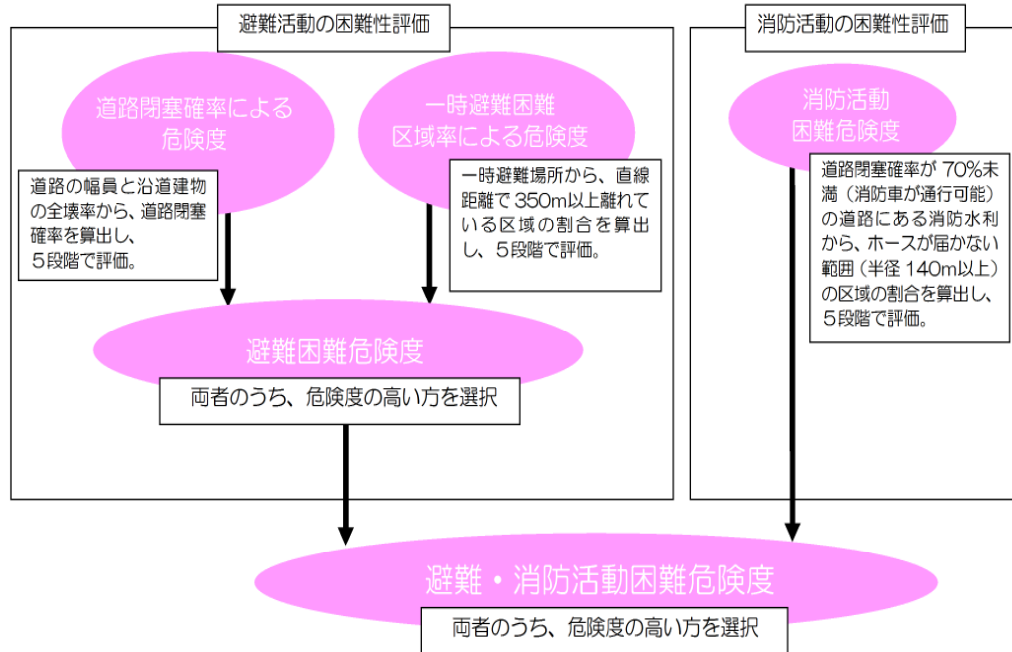 避難活動の困難性評価
道路閉塞確率による
危険度
道路の幅員と沿道建物
の全壊率から、道路閉塞
確率を算出し、
５段階で評価。
一時避難困難
区域率による危険度
一時避難場所から、直線
距離で 350m以上離れて
いる区域の割合を算出
し、５段階で評価。
避難困難危険度
両者のうち、危険度の高い方を選択
消防活動の困難性評価
消防活動
困難危険度
道路閉塞確率が 70%未
満（消防車が通行可能）
の道路にある消防水利
から、ホースが届かない
範囲（半径 140m以上）
の区域の割合を算出し、
５段階で評価。
避難・消防活動困難危険度
両者のうち、危険度の高い方を選択